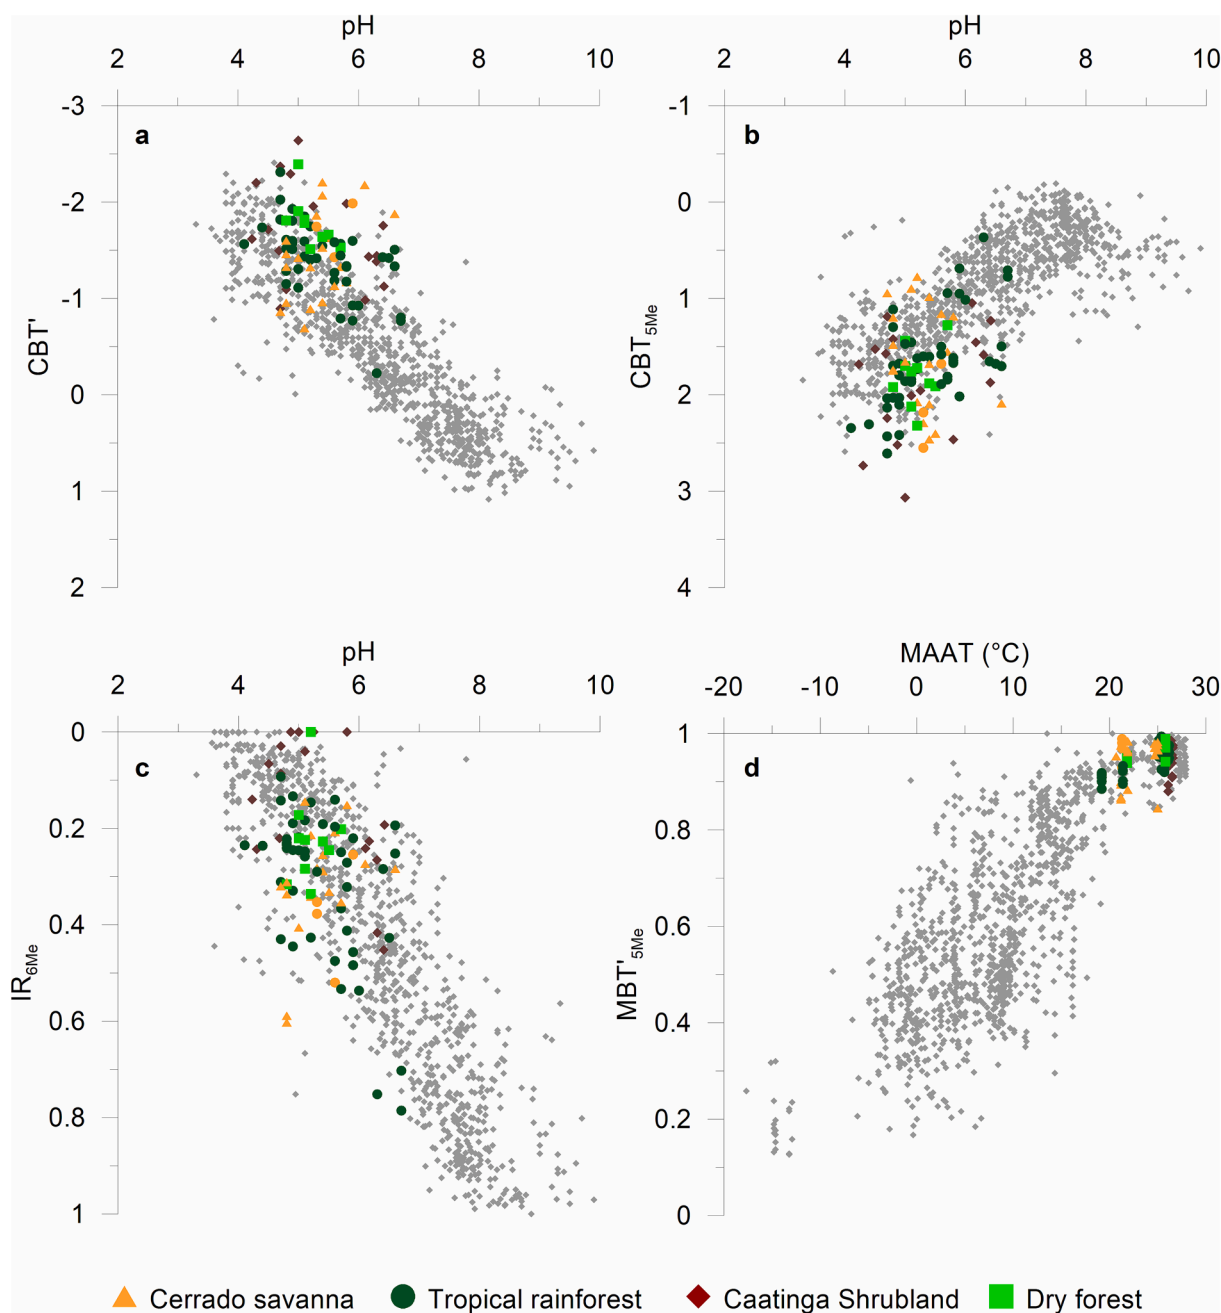 pH
2 4 6 8 10
-3
-2
-1
0
1
2
CBT'
a
pH
2 4 6 8 10
-1
0
1
2
3
4
CBT5Me
b
pH
2 4 6 8 10
0
0.2
0.4
0.6
0.8
1
IR6Me
c
MAAT (°C)
-20 -10 0 10 20 30
1
0.8
0.6
0.4
0.2
0
MBT'5Me
d
Cerrado savanna Tropical rainforest Caatinga Shrubland Dry forest